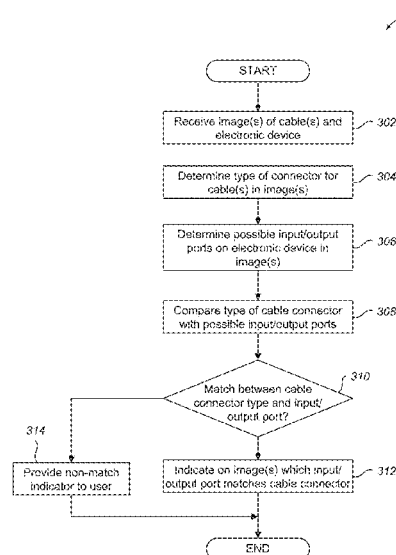 START
Receive image(s) of cable(s) and
electronic device
302
Determine type of connector for
cable(s) in image(s)
304
Determine possible input/output
ports on electronic device in
image(s)
306
Compare type of cable connector
with possible input/output ports
308
Match between cable
connector type and input/
output port?
310
314
Provide non-match
indicator to user
Indicate on image(s) which input/
output port matches cable connector
312
END